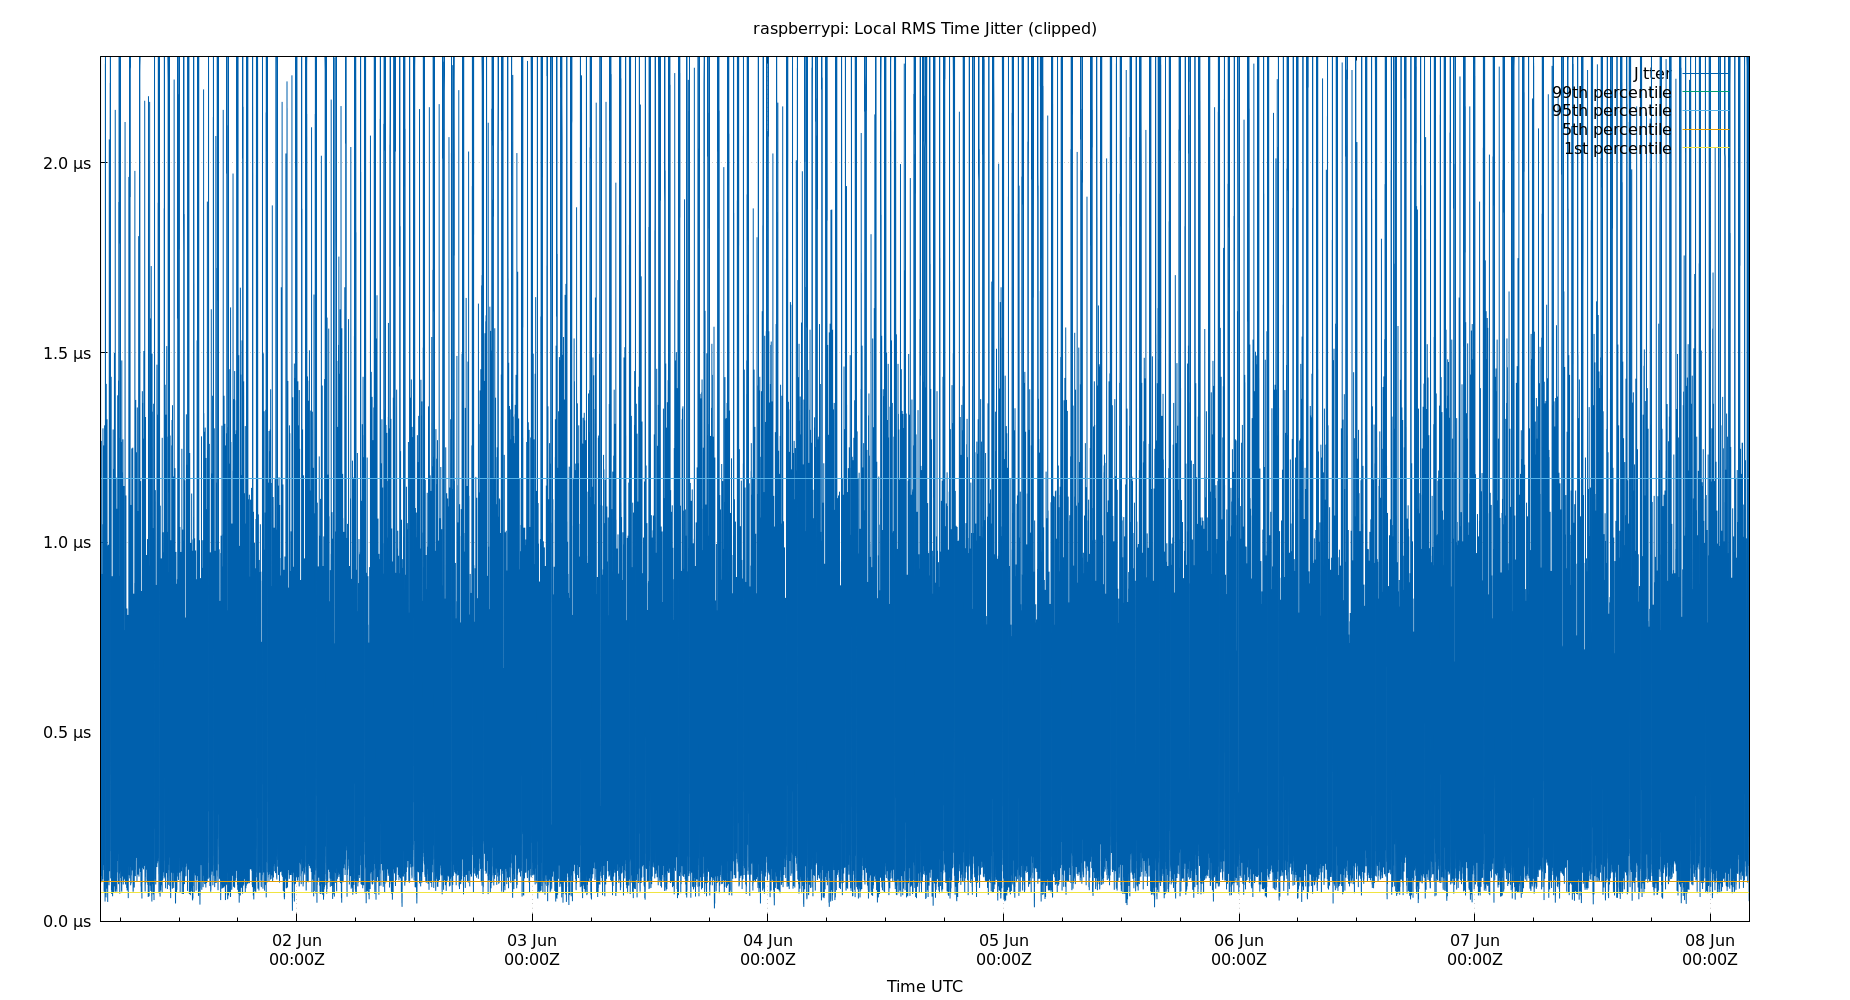 raspberrypi: Local RMS Time Jitter (clipped)
Jitter
99th percentile
95th percentile
5th percentile
1st percentile
2.0 μs
1.5 μs
1.0 μs
0.5 μs
0.0 μs
02 Jun 03 Jun 04 Jun 05 Jun 06 Jun 07 Jun 08 Jun
00:00Z 00:00Z 00:00Z 00:00Z 00:00Z 00:00Z 00:00Z
Time UTC